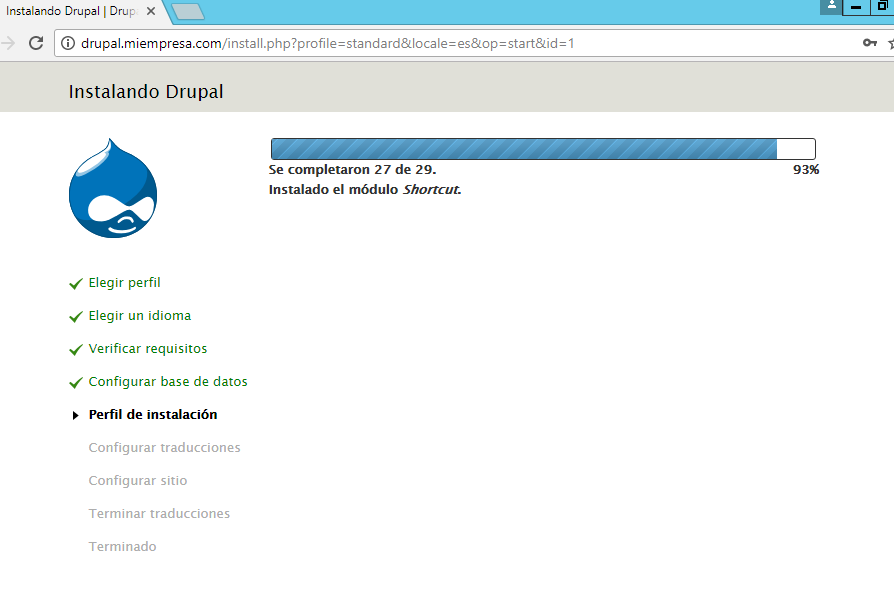 Instalando Drupal | Drup
drupal.miempresa.com/install.php?profile=standard&locale=es&op=start&id=1
Instalando Drupal
Se completaron 27 de 29.
93%
Instalado el módulo Shortcut.
Elegir perfil
Elegir un idioma
Verificar requisitos
Configurar base de datos
Perfil de instalación
Configurar traducciones
Configurar sitio
Terminar traducciones
Terminado